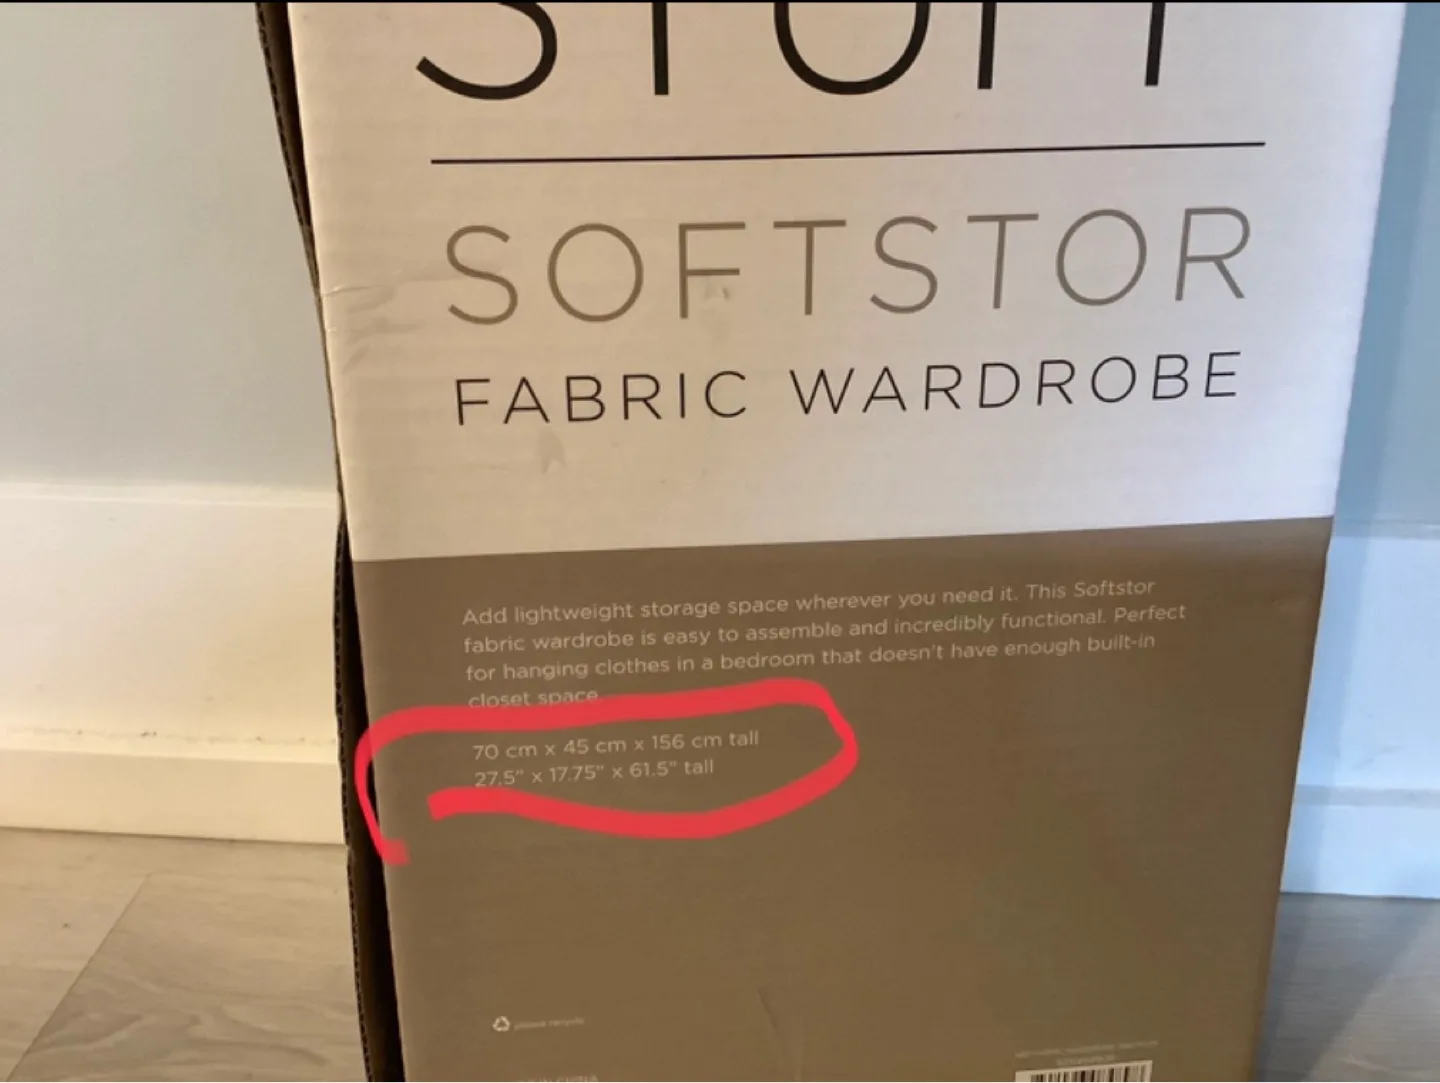 SOFTSTOR
FABRIC WARDROBE
Add lightweight storage space wherever you need it. This Softstor
fabric wardrobe is easy to assemble and incredibly functional. Perfect
for hanging clothes in a bedroom that doesn't have enough built-in
closet space.
70 cm x 45 cm x 156 cm tall
27.5" x 17.75" x 61.5" tall
please recycle